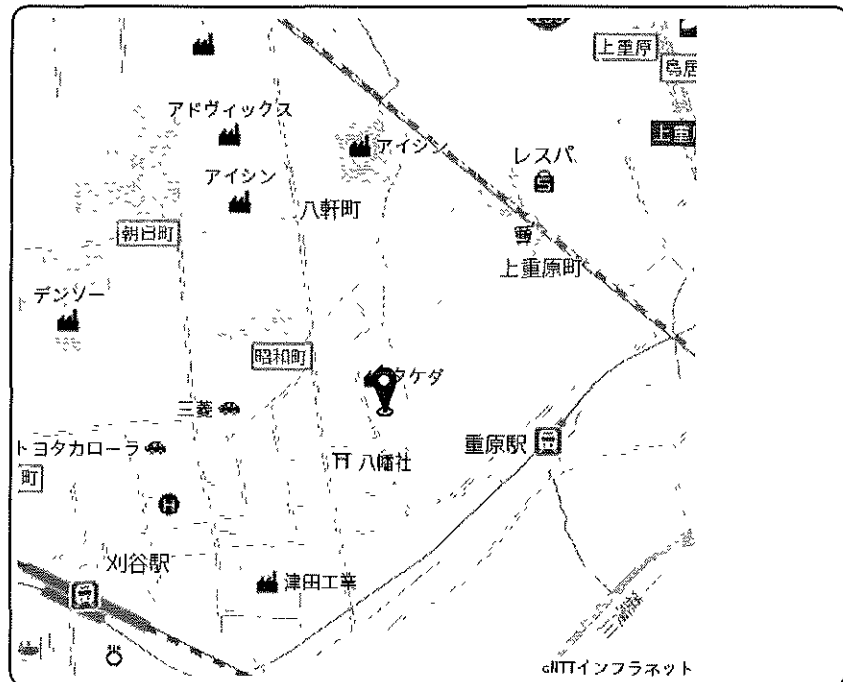 上重原
鳥居
アドヴィックス
アイシン
上重
レスパ
アイシン
八軒町
朝日町
上重原町
デンソー
昭和町
タケダ
三菱
重原駅
トヨタカローラ
八幡社
町
H
刈谷駅
津田工業
NTTインフラネット